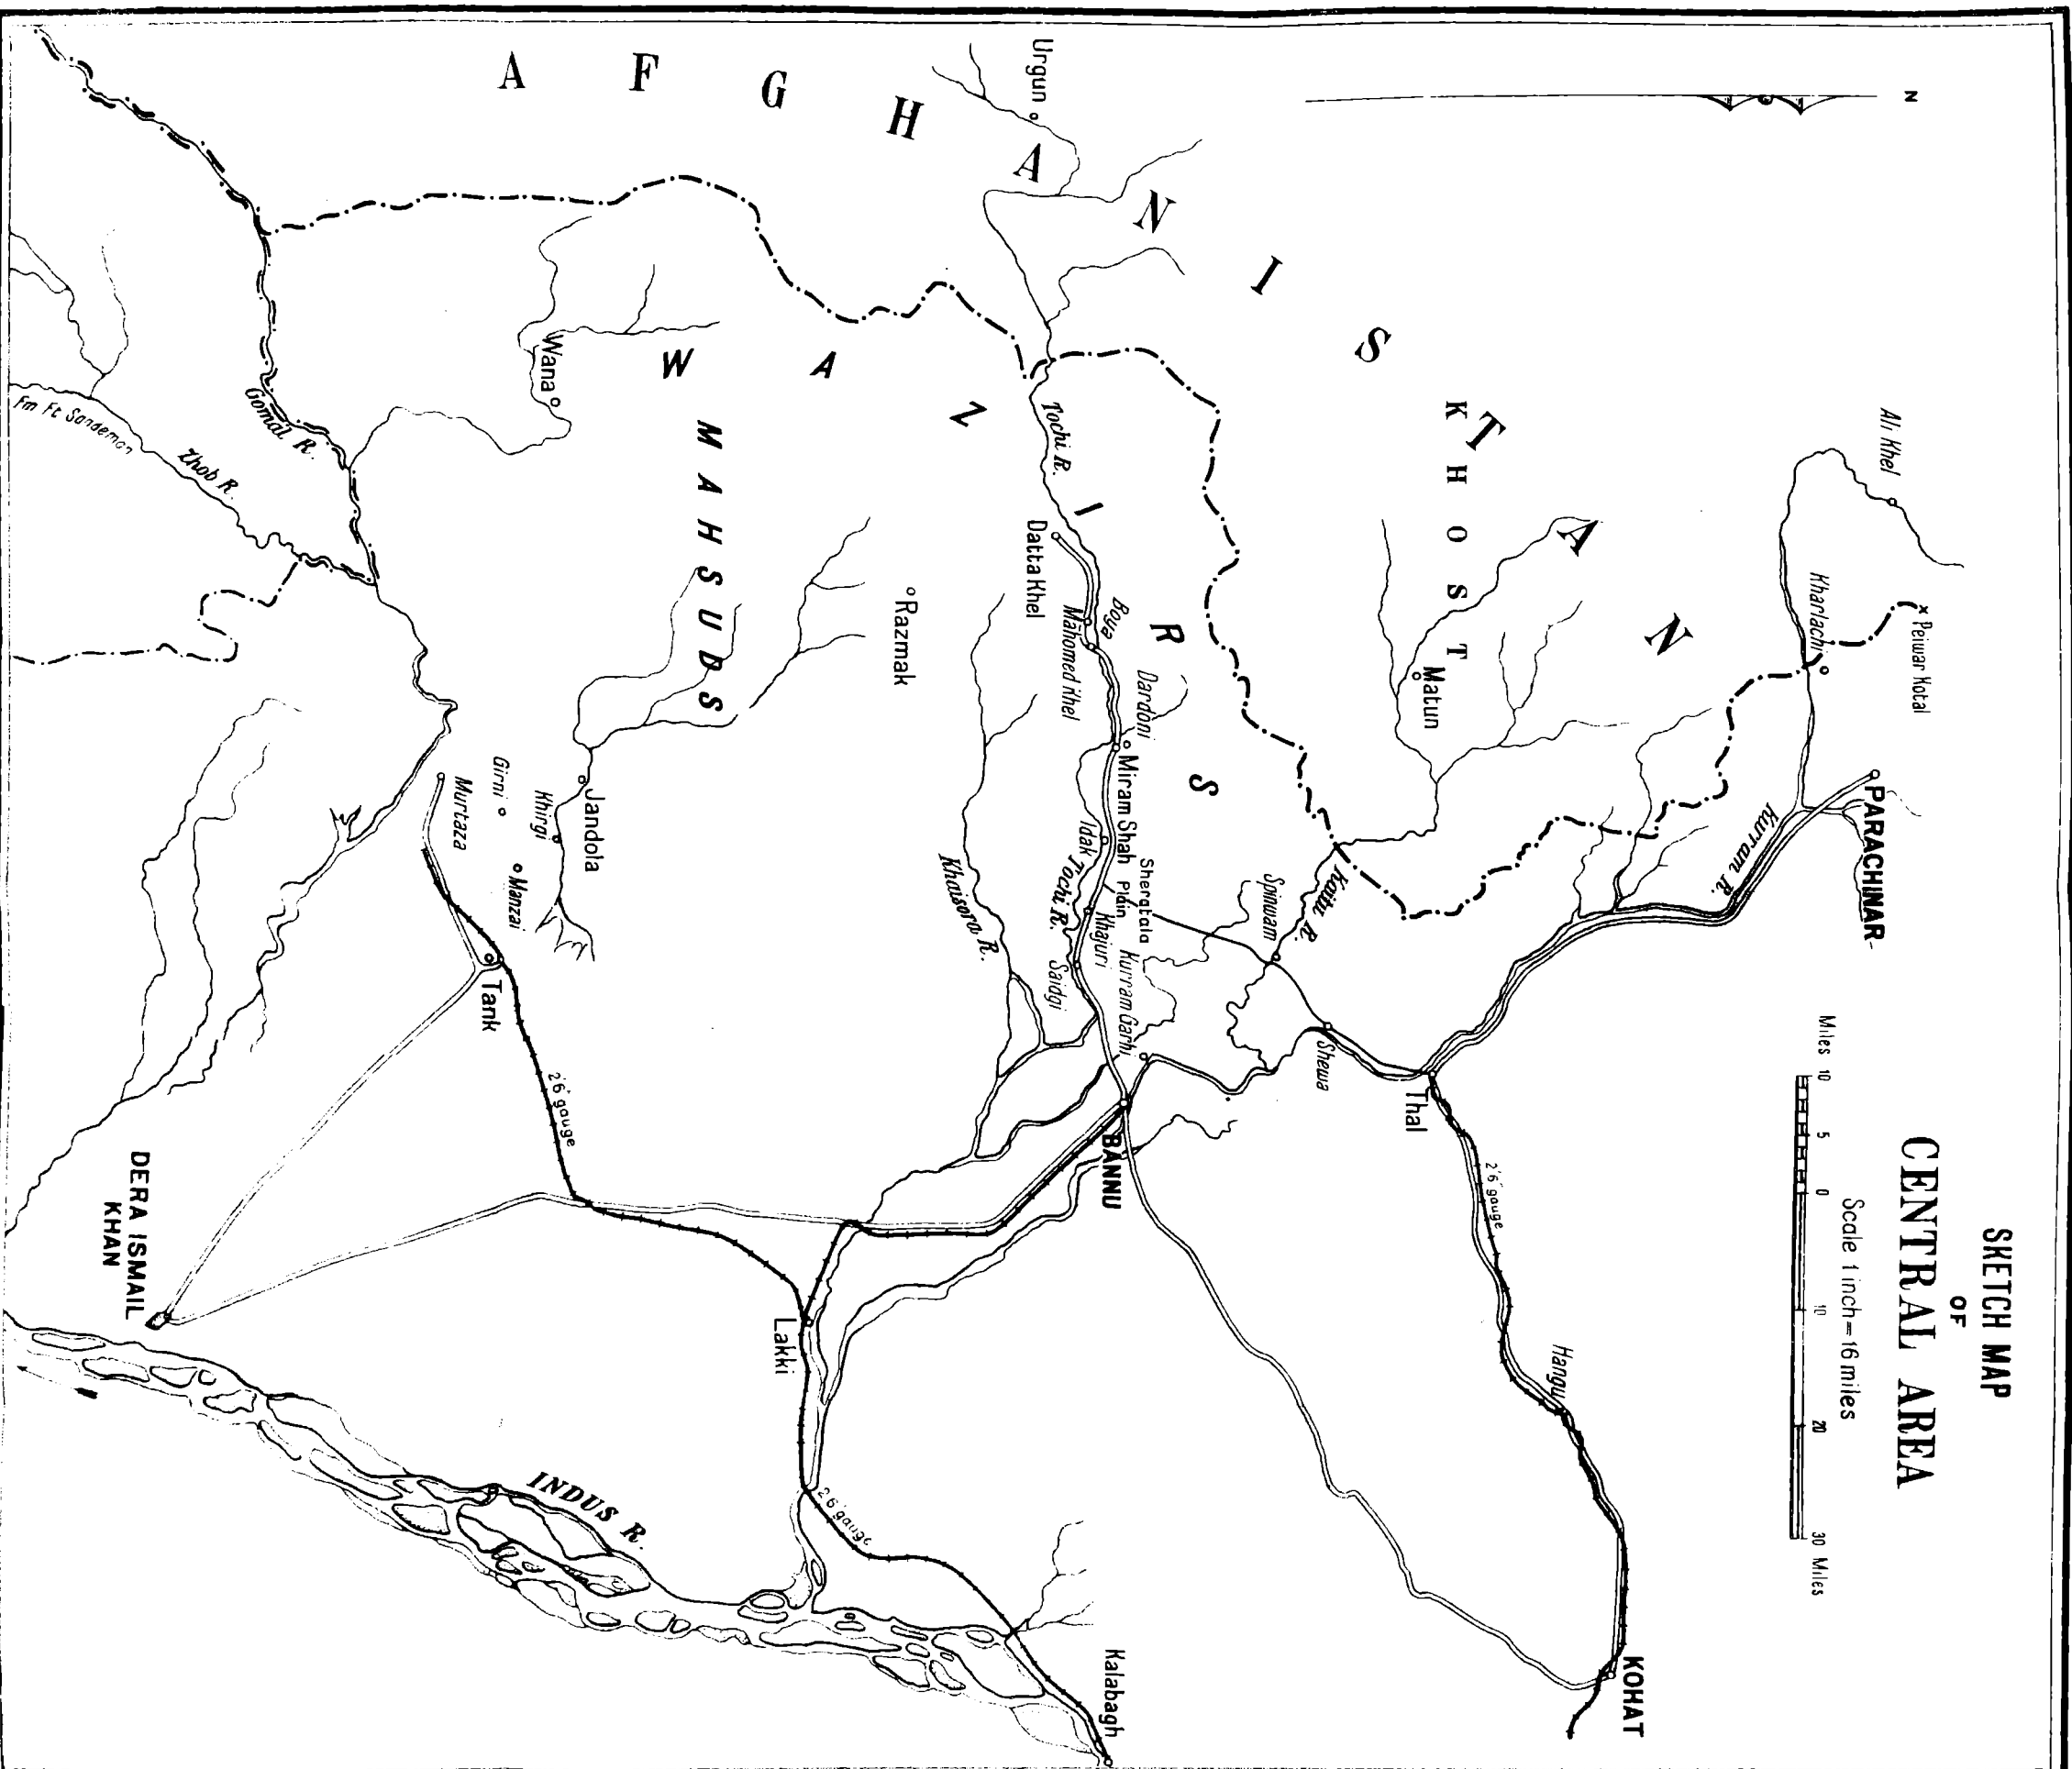 SKETCH MAP
OF
CENTRAL AREA
Scale 1 inch=16 miles
Miles 10 5 0 10 20 30 Miles
N
AFGHANISTAN
KHOST
WAZIRS
MAHSUDS
Ali Khel
Peiwar Kotal
Kharlachi
PARACHINAR
Kurram R.
Matun
Urgun
Thal
2'6" gauge
Hangu
KOHAT
Kaitu R.
Spinwam
Shewa
Tochi R.
Datta Khel
Boya
Mahomed Khel
Dardoni
Miram Shah
Idak
Tochi R.
Sheratala
Plain
Khajuri
Saidgi
Kurram Garhi
BANNU
Khaisora R.
Razmak
Wana
Jandola
Khirgi
Girni
Manzai
Murtaza
Tank
2'6" gauge
Lakki
2'6" gauge
Kalabagh
Gomal R.
Zhob R.
Fm Ft Sandeman
DERA ISMAIL
KHAN
INDUS R.